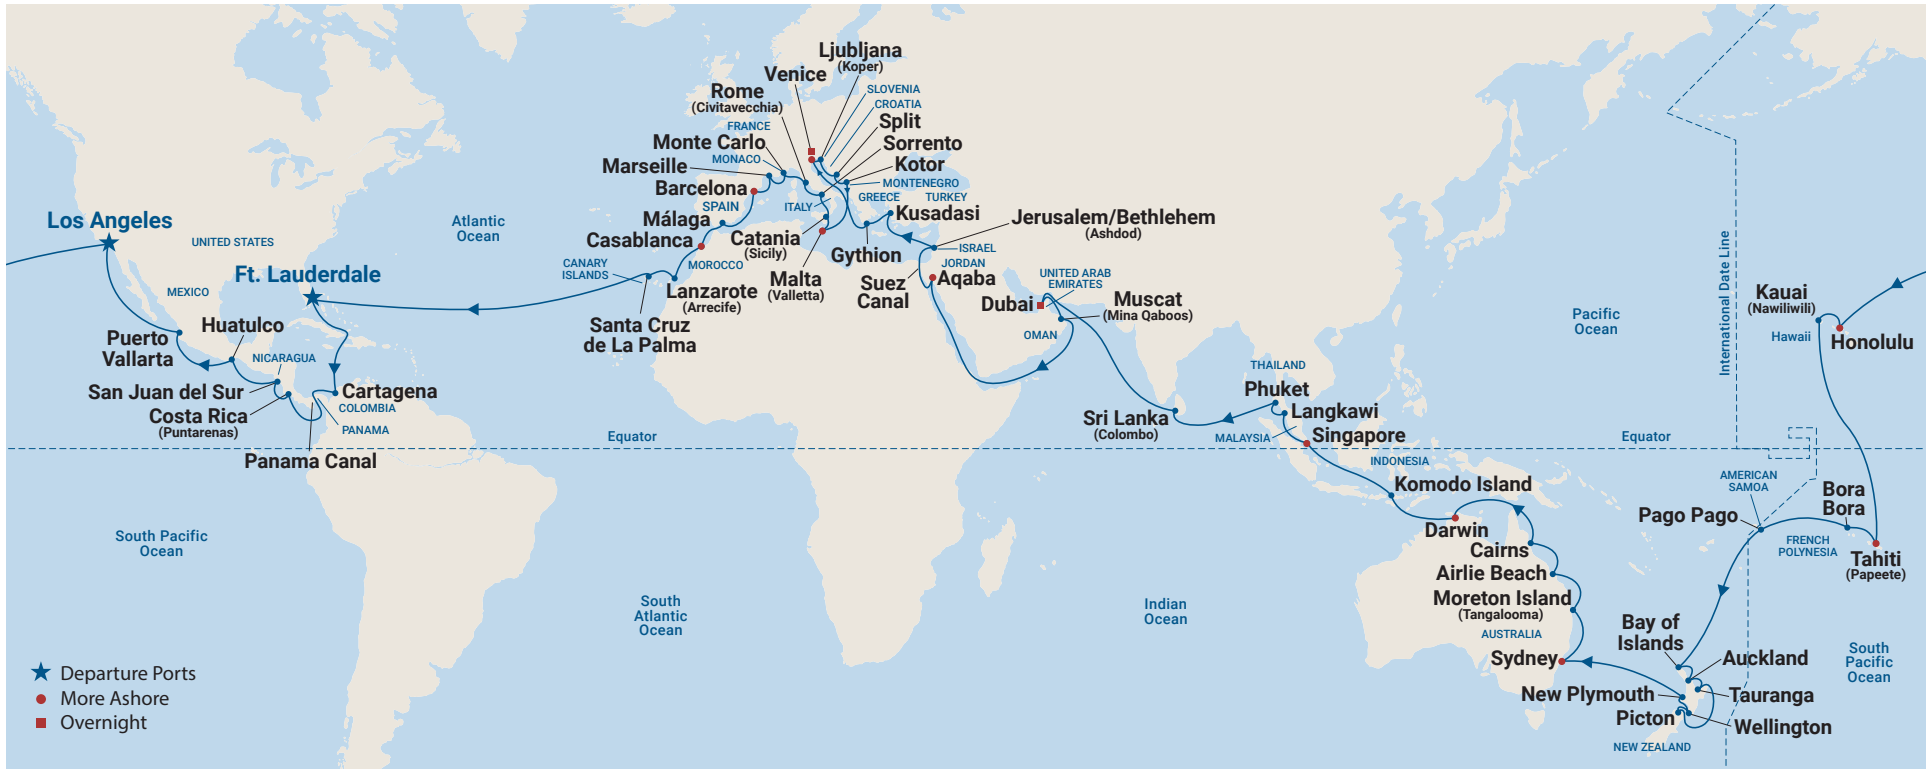 Ljubljana
(Koper)
Venice
Rome
(Civitavecchia)
SLOVENIA
CROATIA
FRANCE
Split
Monte Carlo
Sorrento
MONACO
Marseille
Kotor
MONTENEGRO
Barcelona
GREECE
TURKEY
SPAIN
ITALY
Kusadasi
Málaga
Jerusalem/Bethlehem
(Ashdod)
Casablanca
Catania
(Sicily)
Gythion
ISRAEL
JORDAN
MOROCCO
CANARY
ISLANDS
Malta
(Valletta)
Suez
Canal
Aqaba
UNITED ARAB
EMIRATES
Lanzarote
(Arrecife)
Dubai
Muscat
(Mina Qaboos)
Santa Cruz
de La Palma
OMAN
Los Angeles
UNITED STATES
Atlantic
Ocean
Ft. Lauderdale
MEXICO
Huatulco
Puerto
Vallarta
NICARAGUA
San Juan del Sur
Costa Rica
(Puntarenas)
Cartagena
COLOMBIA
PANAMA
Panama Canal
Equator
THAILAND
Phuket
Langkawi
Sri Lanka
(Colombo)
MALAYSIA
Singapore
INDONESIA
Komodo Island
Darwin
Cairns
Airlie Beach
Moreton Island
(Tangalooma)
AUSTRALIA
Sydney
Pacific
Ocean
International Date Line
Kauai
(Nawiliwili)
Hawaii
Honolulu
Equator
AMERICAN
SAMOA
Bora
Bora
Pago Pago
FRENCH
POLYNESIA
Tahiti
(Papeete)
Bay of
Islands
Auckland
Tauranga
New Plymouth
Picton
Wellington
NEW ZEALAND
South
Pacific
Ocean
South Pacific
Ocean
South
Atlantic
Ocean
Indian
Ocean
Departure Ports
More Ashore
Overnight